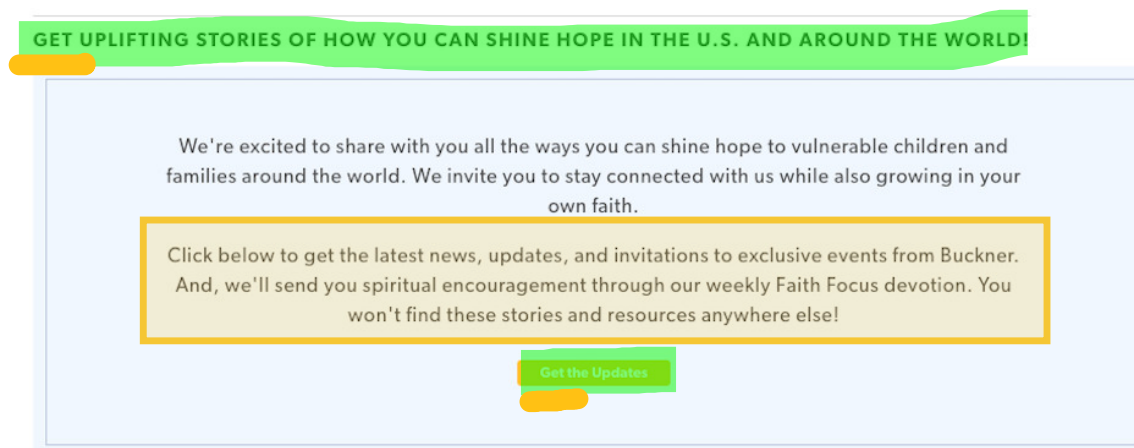 GET UPLIFTING STORIES OF HOW YOU CAN SHINE HOPE IN THE U.S. AND AROUND THE WORLD!
We're excited to share with you all the ways you can shine hope to vulnerable children and
families around the world. We invite you to stay connected with us while also growing in your
own faith.
Click below to get the latest news, updates, and invitations to exclusive events from Buckner.
And, we'll send you spiritual encouragement through our weekly Faith Focus devotion. You
won't find these stories and resources anywhere else!
Get the Updates